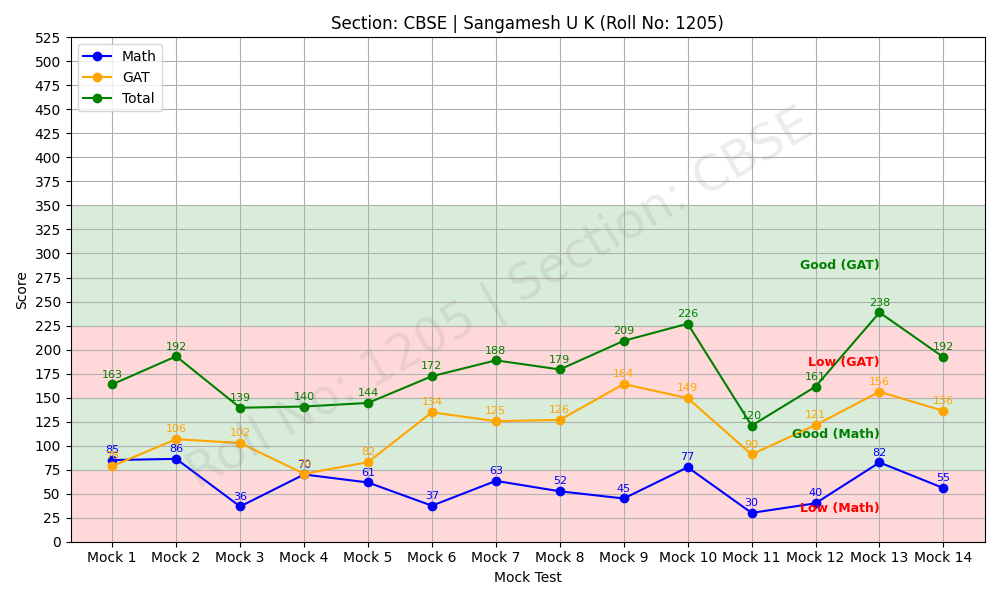 Section: CBSE | Sangamesh U K (Roll No: 1205)
Math
GAT
Total
Score
525
500
475
450
425
400
375
350
325
300
275
250
225
200
175
150
125
100
75
50
25
0
Roll No: 1205 | Section: CBSE
Good (GAT)
Low (GAT)
Good (Math)
Low (Math)
163 192 139 140 144 172 188 179 209 226 120 161 238 192
106 102 82 134 125 126 164 149 90 121 156 136
85 86 36 70 61 37 63 52 45 77 30 40 82 55
Mock 1 Mock 2 Mock 3 Mock 4 Mock 5 Mock 6 Mock 7 Mock 8 Mock 9 Mock 10 Mock 11 Mock 12 Mock 13 Mock 14
Mock Test